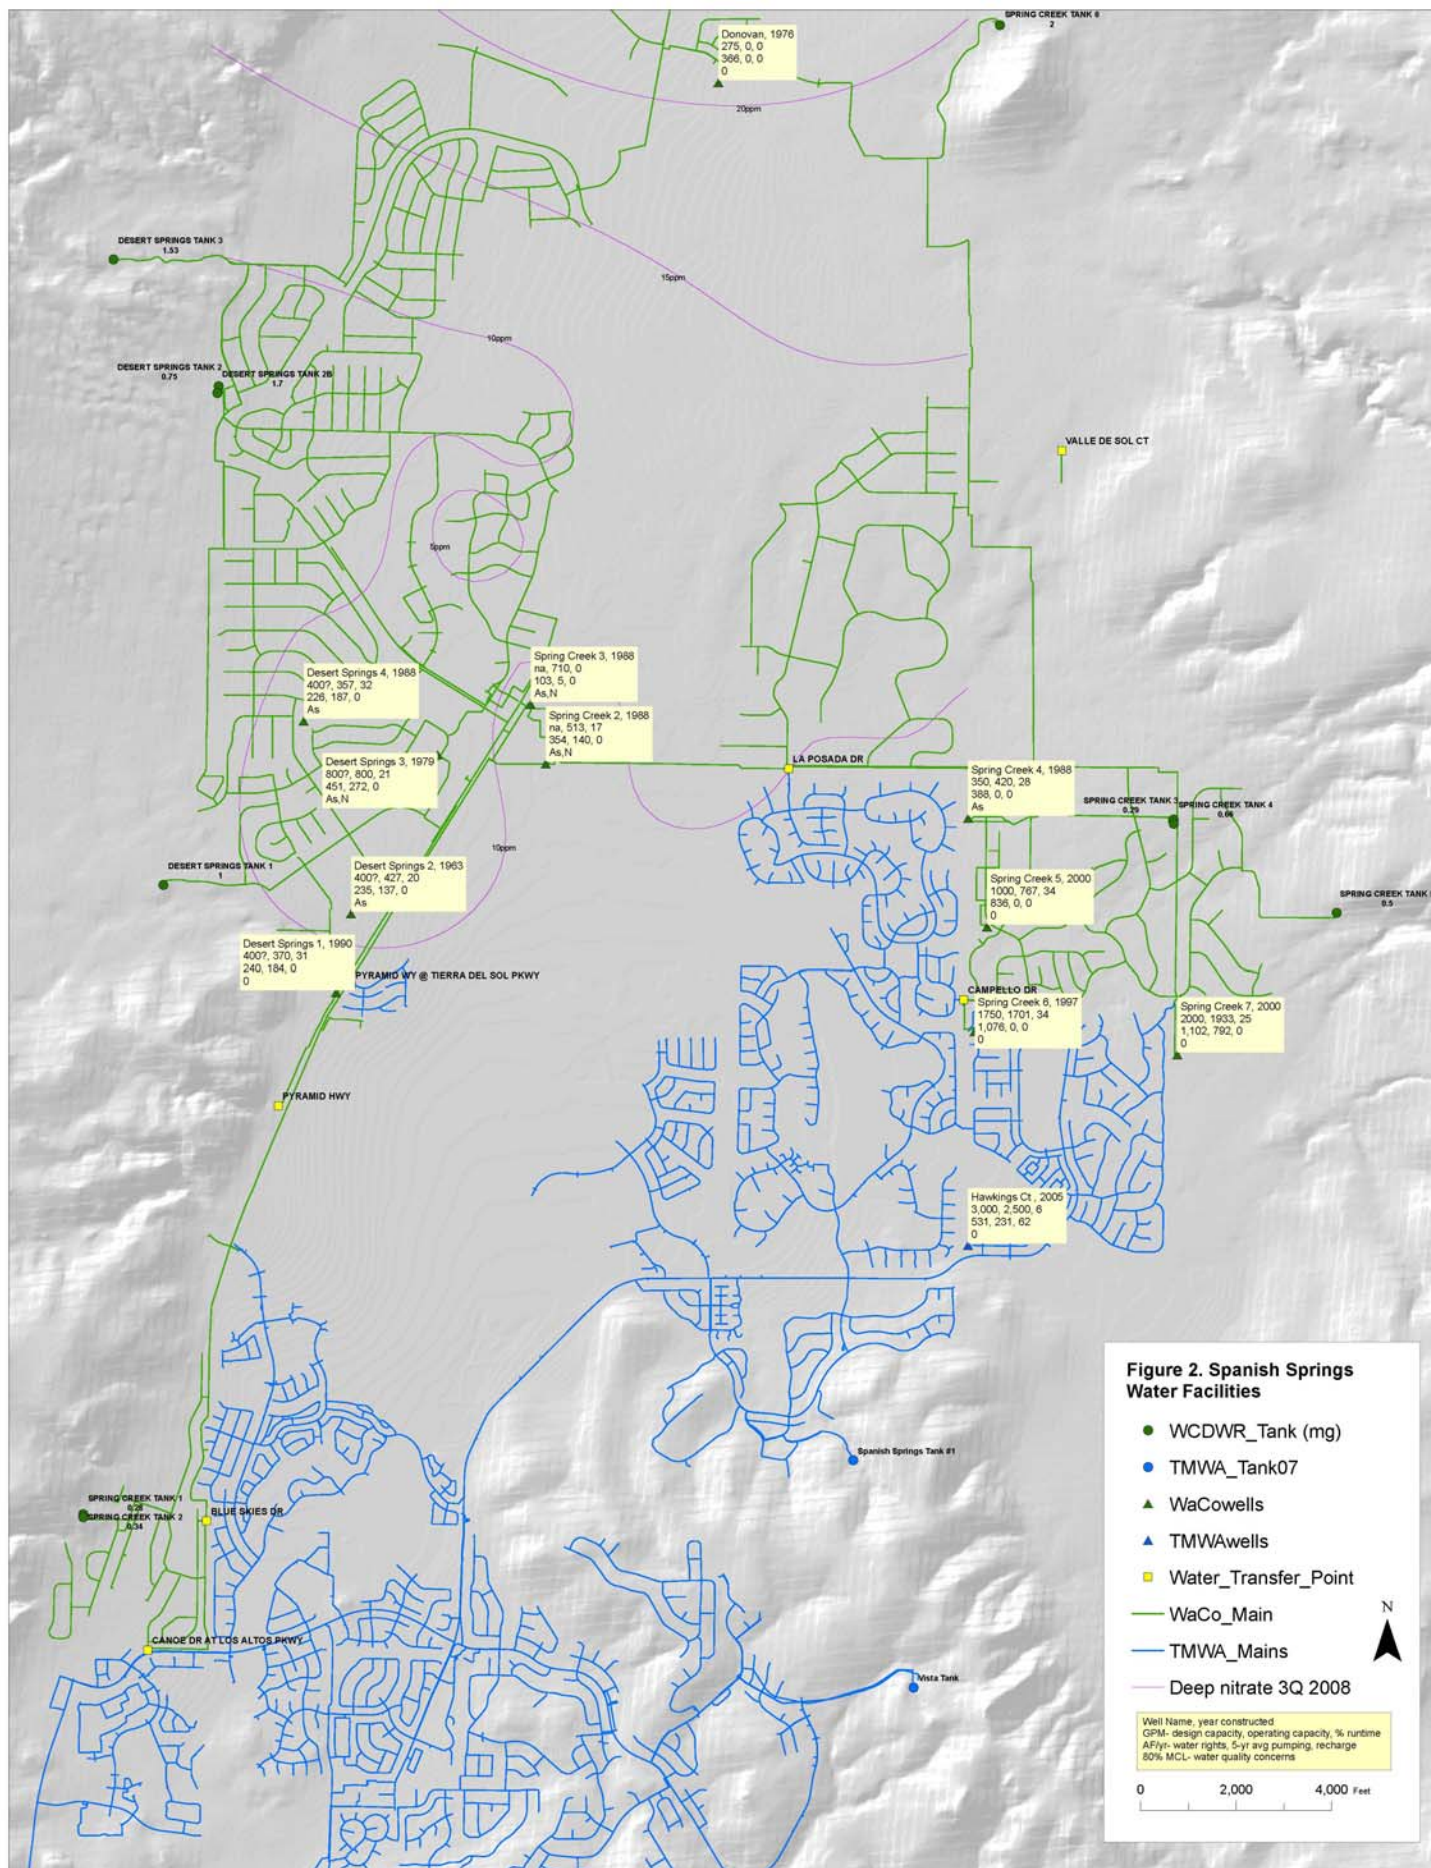 SPRING CREEK TANK 6
2
Donovan, 1976
275, 0, 0
366, 0, 0
0
20ppm
DESERT SPRINGS TANK 3
1.53
15ppm
10ppm
DESERT SPRINGS TANK 2
0.75
DESERT SPRINGS TANK 2B
1.7
VALLE DE SOL CT
5ppm
Spring Creek 3, 1988
na, 710, 0
103, 5, 0
As,N
Desert Springs 4, 1988
400?, 357, 32
226, 187, 0
As
Spring Creek 2, 1988
na, 513, 17
354, 140, 0
As,N
Desert Springs 3, 1979
800?, 800, 21
451, 272, 0
As,N
LA POSADA DR
Spring Creek 4, 1988
350, 420, 28
388, 0, 0
As
SPRING CREEK TANK 3
0.29
SPRING CREEK TANK 4
0.66
10ppm
DESERT SPRINGS TANK 1
1
Desert Springs 2, 1963
400?, 427, 20
235, 137, 0
As
Spring Creek 5, 2000
1000, 767, 34
836, 0, 0
0
SPRING CREEK TANK
0.5
Desert Springs 1, 1990
400?, 370, 31
240, 184, 0
0
PYRAMID WY @ TIERRA DEL SOL PKWY
CAMPELLO DR
Spring Creek 6, 1997
1750, 1701, 34
1,076, 0, 0
0
Spring Creek 7, 2000
2000, 1933, 25
1,102, 792, 0
0
PYRAMID HWY
Hawkings Ct , 2005
3,000, 2,500, 6
531, 231, 62
0
Spanish Springs Tank #1
SPRING CREEK TANK 1
SPRING CREEK TANK 2
0.34
BLUE SKIES DR
CANOE DR AT LOS ALTOS PKWY
Vista Tank
Figure 2. Spanish Springs
Water Facilities
WCDWR_Tank (mg)
TMWA_Tank07
WaCowells
TMWAwells
Water_Transfer_Point
WaCo_Main
TMWA_Mains
Deep nitrate 3Q 2008
N
Well Name, year constructed
GPM- design capacity, operating capacity, % runtime
AF/yr- water rights, 5-yr avg pumping, recharge
80% MCL- water quality concerns
0 2,000 4,000 Feet